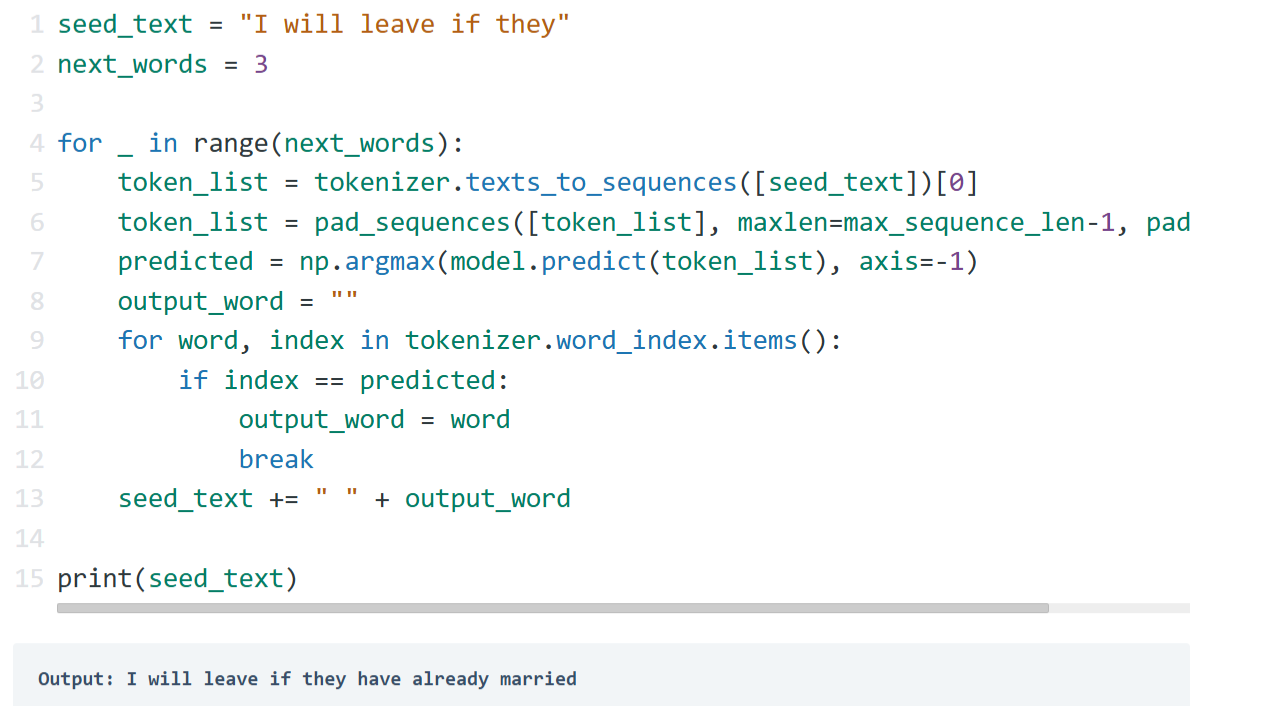 1 seed_text = "I will leave if they"
2 next_words = 3
3
4 for _ in range(next_words):
5     token_list = tokenizer.texts_to_sequences([seed_text])[0]
6     token_list = pad_sequences([token_list], maxlen=max_sequence_len-1, pad
7     predicted = np.argmax(model.predict(token_list), axis=-1)
8     output_word = ""
9     for word, index in tokenizer.word_index.items():
10         if index == predicted:
11             output_word = word
12             break
13     seed_text += " " + output_word
14
15 print(seed_text)
Output: I will leave if they have already married